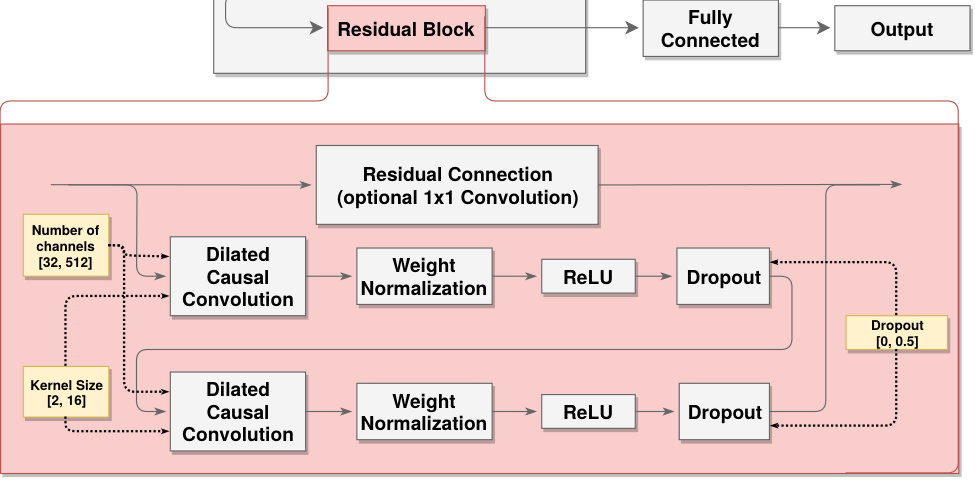 Residual Block
Fully
Connected
Output
Residual Connection
(optional 1x1 Convolution)
Number of
channels
[32, 512]
Dilated
Causal
Convolution
Weight
Normalization
ReLU
Dropout
Dropout
[0, 0.5]
Kernel Size
[2, 16]
Dilated
Causal
Convolution
Weight
Normalization
ReLU
Dropout